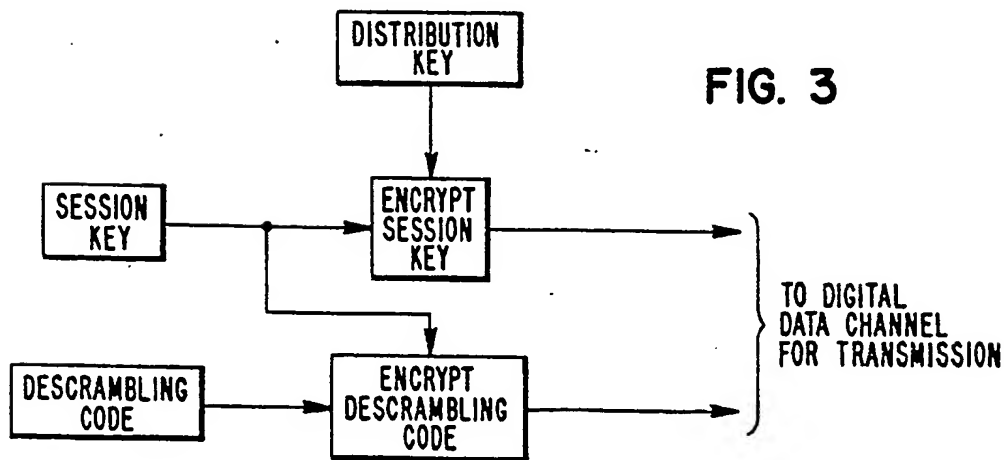 DISTRIBUTION
KEY
FIG. 3
SESSION
KEY
ENCRYPT
SESSION
KEY
TO DIGITAL
DATA CHANNEL
FOR TRANSMISSION
DESCRAMBLING
CODE
ENCRYPT
DESCRAMBLING
CODE